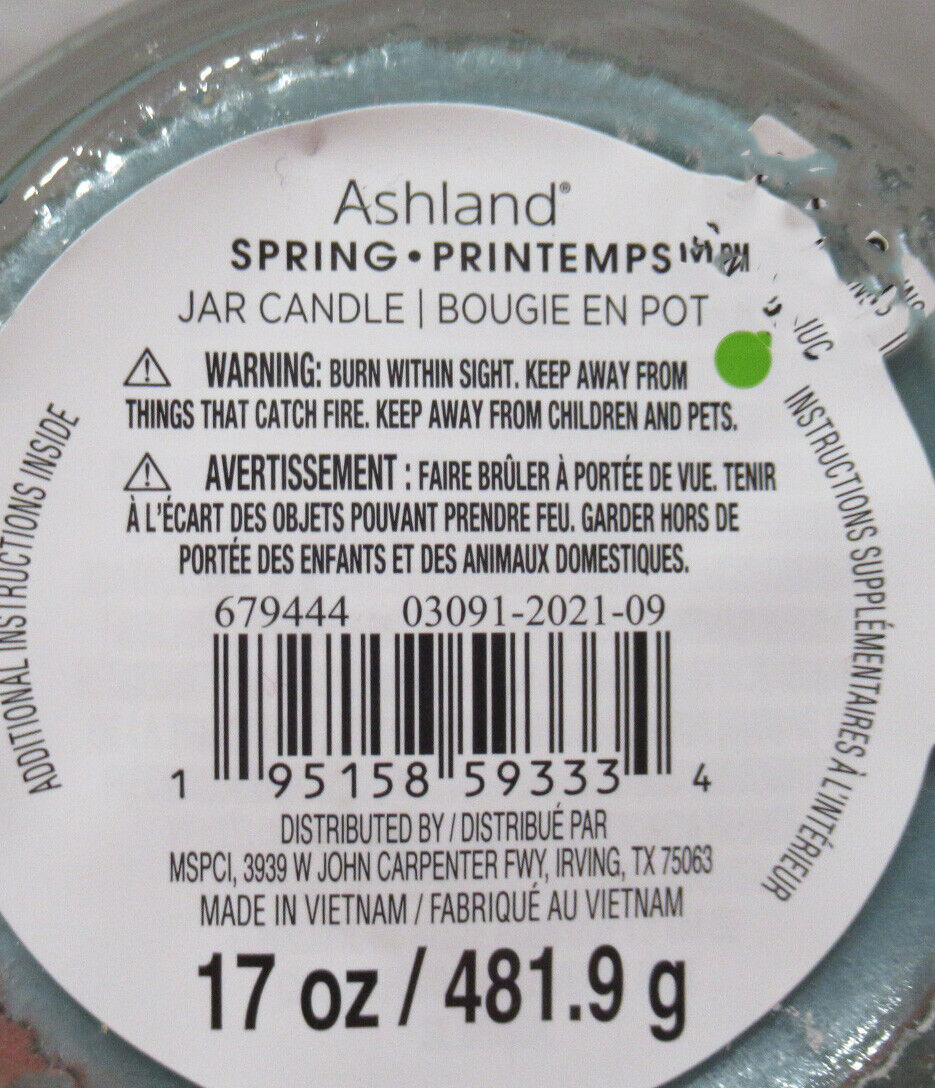 Ashland®
SPRING • PRINTEMPS
JAR CANDLE | BOUGIE EN POT
⚠ WARNING: BURN WITHIN SIGHT. KEEP AWAY FROM
THINGS THAT CATCH FIRE. KEEP AWAY FROM CHILDREN AND PETS.
⚠ AVERTISSEMENT : FAIRE BRÛLER À PORTÉE DE VUE. TENIR
À L'ÉCART DES OBJETS POUVANT PRENDRE FEU. GARDER HORS DE
PORTÉE DES ENFANTS ET DES ANIMAUX DOMESTIQUES.
679444 03091-2021-09
1 95158 59333 4
DISTRIBUTED BY / DISTRIBUÉ PAR
MSPCI, 3939 W JOHN CARPENTER FWY, IRVING, TX 75063
MADE IN VIETNAM / FABRIQUÉ AU VIETNAM
17 oz / 481.9 g
ADDITIONAL INSTRUCTIONS INSIDE
INSTRUCTIONS SUPPLÉMENTAIRES À L'INTÉRIEUR